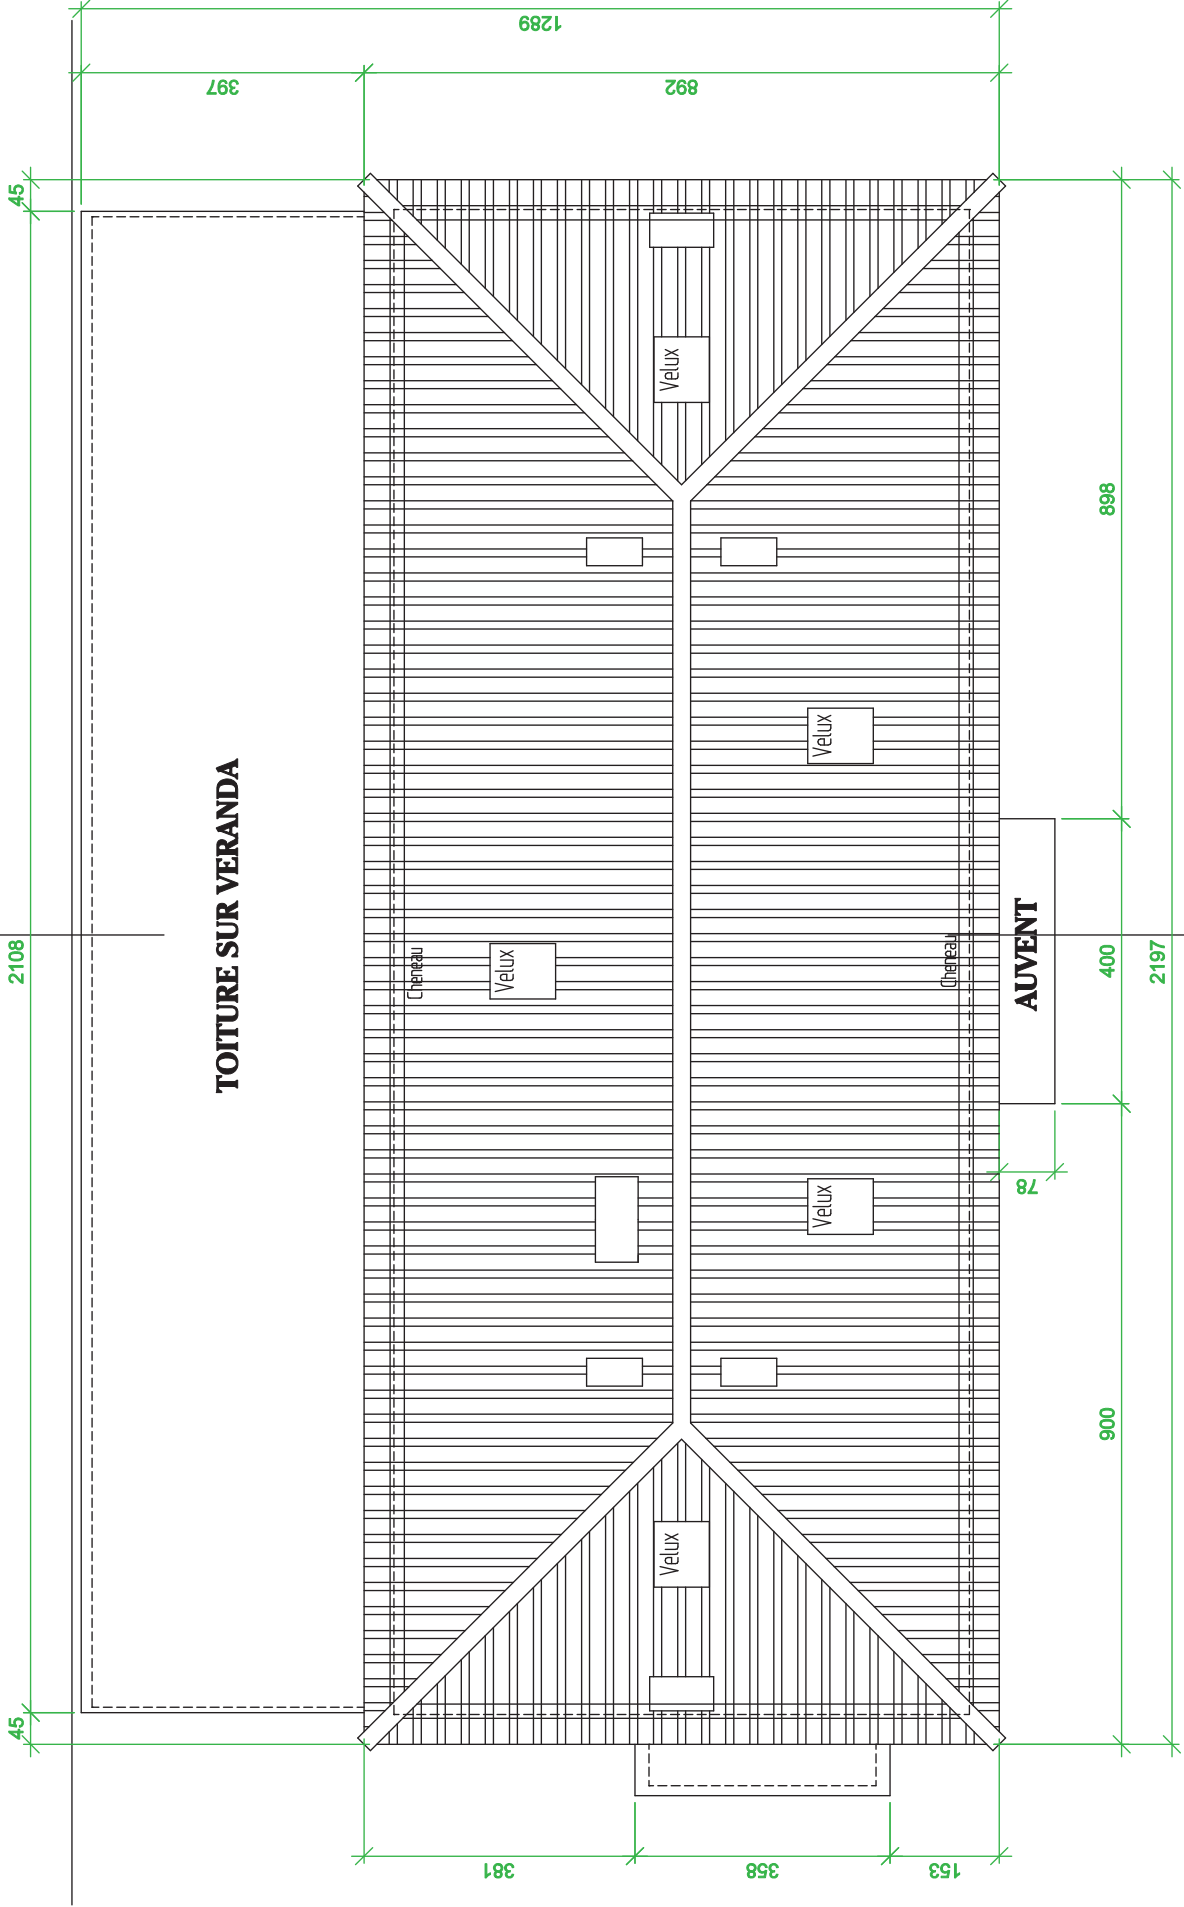 1289
397
892
45
2108
45
TOITURE SUR VERANDA
Velux
Velux
Cheneau
Velux
Cheneau
AUVENT
Velux
Velux
898
400
2197
900
78
381
358
153